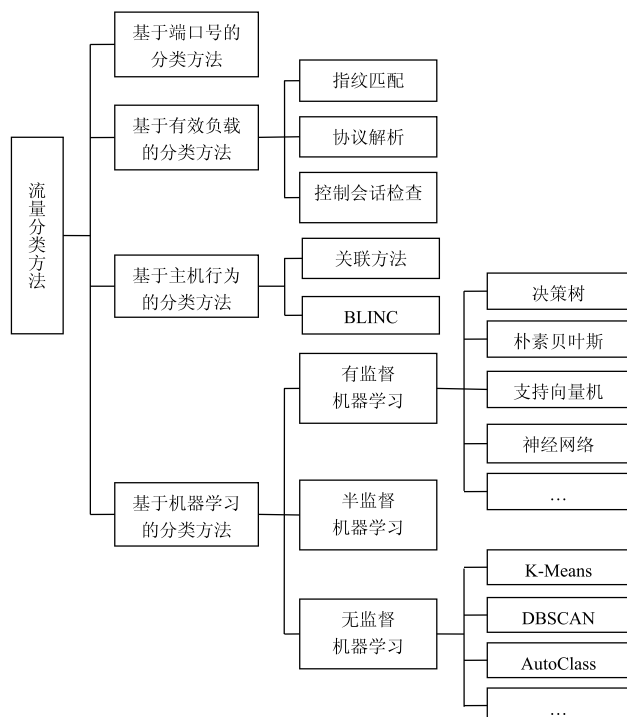 流量分类方法
基于端口号的
分类方法
基于有效负载
的分类方法
指纹匹配
协议解析
控制会话检查
基于主机行为
的分类方法
关联方法
BLINC
基于机器学习
的分类方法
有监督
机器学习
决策树
朴素贝叶斯
支持向量机
神经网络
…
半监督
机器学习
无监督
机器学习
K-Means
DBSCAN
AutoClass
…